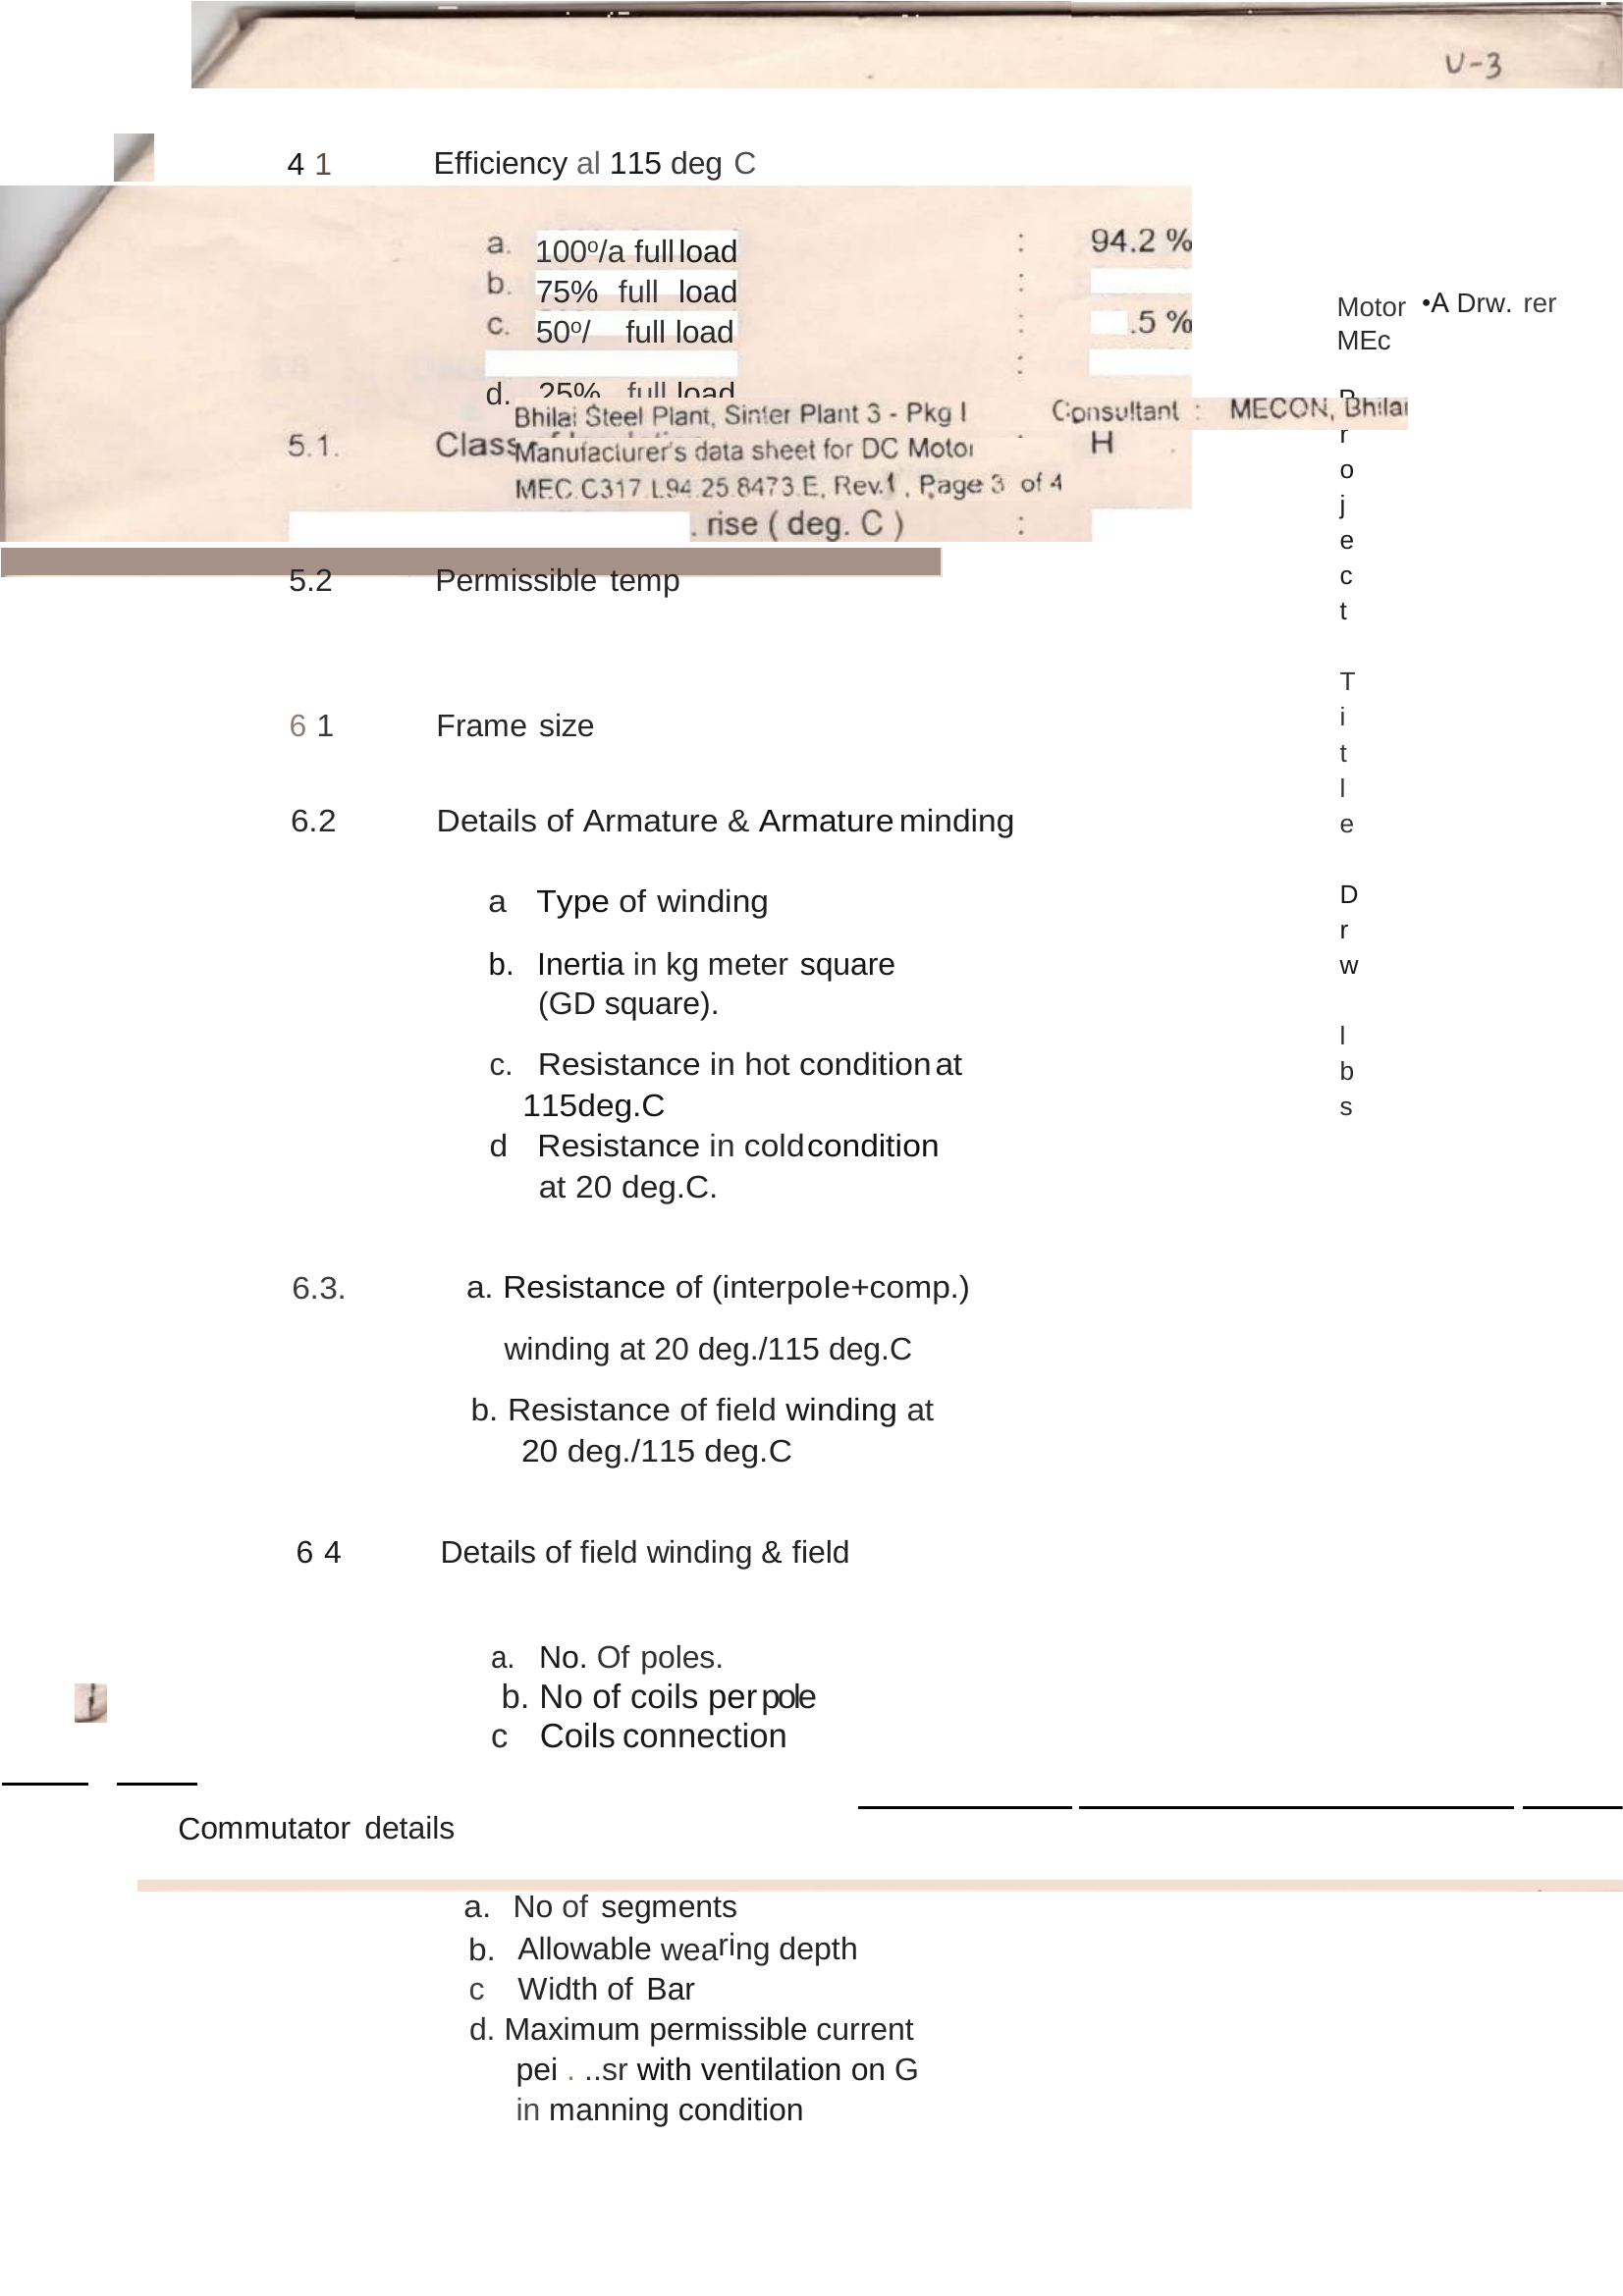 U-3
4 1 Efficiency al 115 deg C
a. 100º/a full load : 94.2 %
b. 75% full load :
c. 50º/ full load : .5 %
:
d. 25% full load
Motor •A Drw. rer
MEc
Bhilai Steel Plant, Sinter Plant 3 - Pkg I Consultant : MECON, Bhilai
5.1. Class : H
Manufacturer's data sheet for DC Motor
MEC.C317.L94.25.8473.E, Rev.1, Page 3 of 4
. rise ( deg. C ) :
5.2 Permissible temp
P
r
o
j
e
c
t
T
i
t
l
e
D
r
w
l
b
s
6 1 Frame size
6.2 Details of Armature & Armature minding
a Type of winding
b. Inertia in kg meter square
(GD square).
c. Resistance in hot condition at
115deg.C
d Resistance in cold condition
at 20 deg.C.
6.3. a. Resistance of (interpole+comp.)
winding at 20 deg./115 deg.C
b. Resistance of field winding at
20 deg./115 deg.C
6 4 Details of field winding & field
a. No. Of poles.
b. No of coils per pole
c Coils connection
Commutator details
a. No of segments
b. Allowable wearing depth
c Width of Bar
d. Maximum permissible current
pei . ..sr with ventilation on G
in manning condition